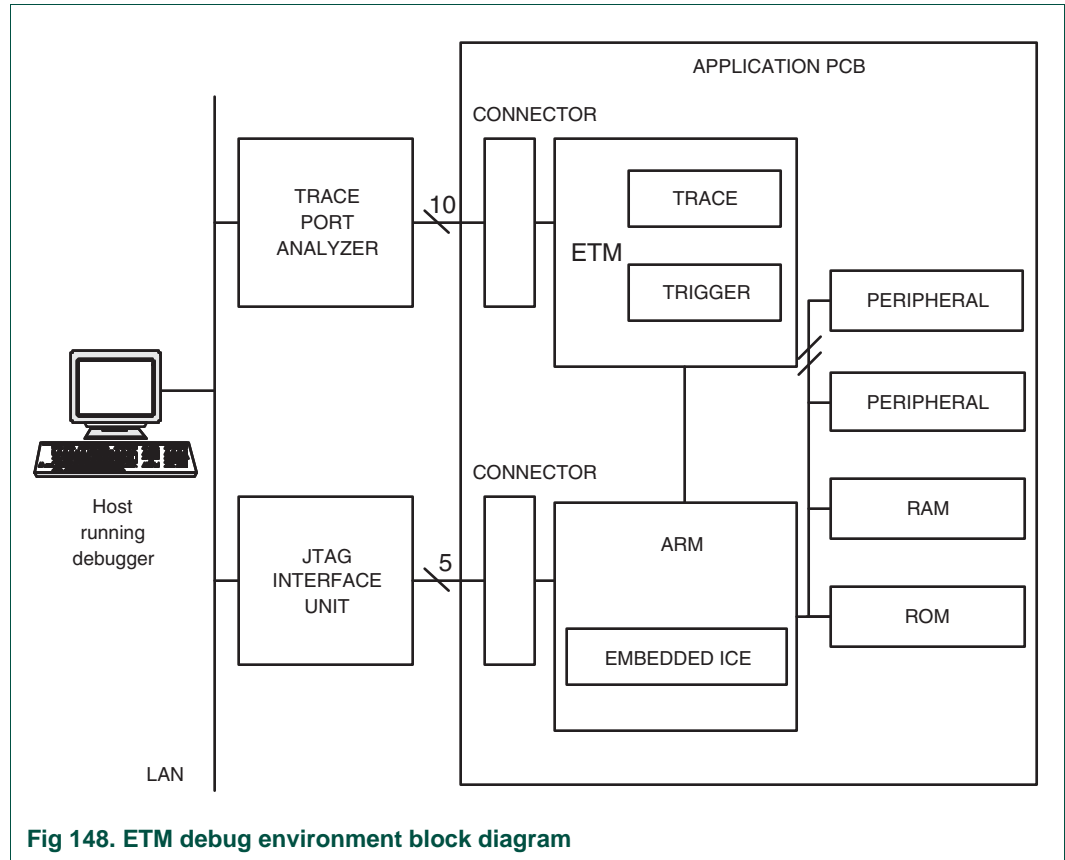 APPLICATION PCB
CONNECTOR
TRACE
PORT
ANALYZER
10
TRACE
ETM
TRIGGER
PERIPHERAL
PERIPHERAL
Host
running
debugger
CONNECTOR
JTAG
INTERFACE
UNIT
5
ARM
RAM
EMBEDDED ICE
ROM
LAN
Fig 148. ETM debug environment block diagram